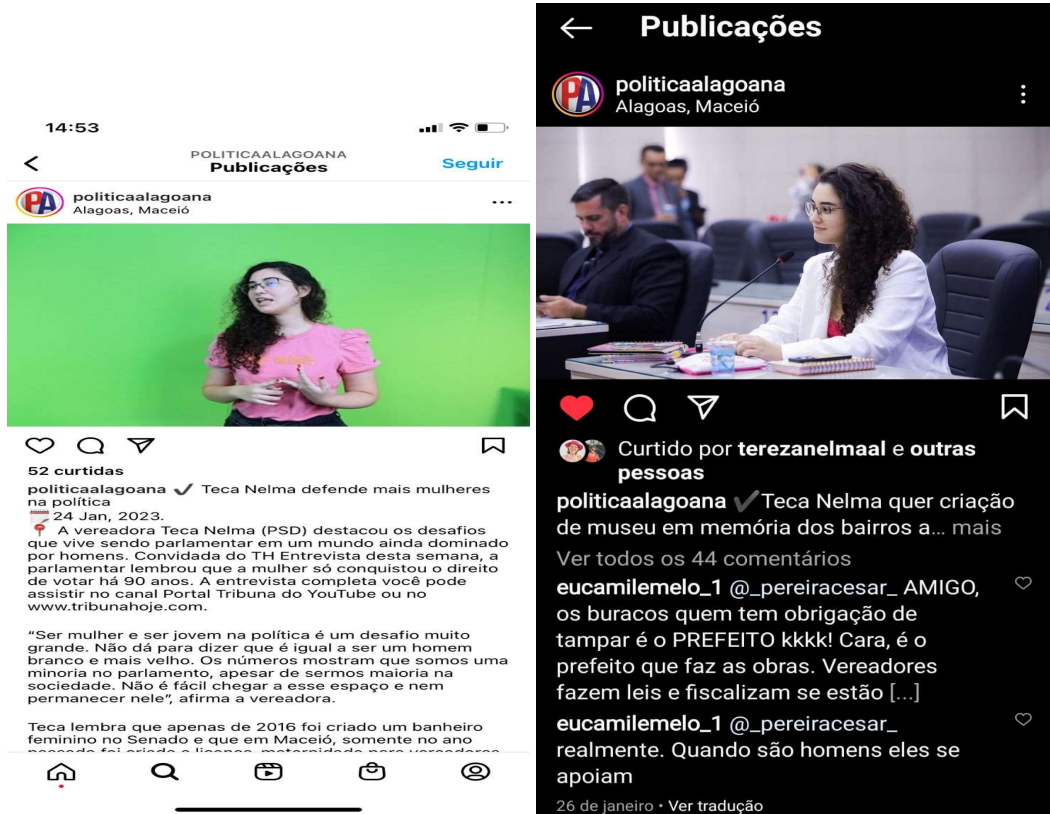 14:53
POLITICAALAGOANA
Publicações
Seguir
PA
politicaalagoana
Alagoas, Maceió
52 curtidas
politicaalagoana ✔ Teca Nelma defende mais mulheres
na política
24 Jan, 2023.
A vereadora Teca Nelma (PSD) destacou os desafios
que vive sendo parlamentar em um mundo ainda dominado
por homens. Convidada do TH Entrevista desta semana, a
parlamentar lembrou que a mulher só conquistou o direito
de votar há 90 anos. A entrevista completa você pode
assistir no canal Portal Tribuna do YouTube ou no
www.tribunahoje.com.
“Ser mulher e ser jovem na política é um desafio muito
grande. Não dá para dizer que é igual a ser um homem
branco e mais velho. Os números mostram que somos uma
minoria no parlamento, apesar de sermos maioria na
sociedade. Não é fácil chegar a esse espaço e nem
permanecer nele”, afirma a vereadora.
Teca lembra que apenas de 2016 foi criado um banheiro
feminino no Senado e que em Maceió, somente no ano
Publicações
PA
politicaalagoana
Alagoas, Maceió
Curtido por terezanelmaal e outras
pessoas
politicaalagoana ✔Teca Nelma quer criação
de museu em memória dos bairros a... mais
Ver todos os 44 comentários
eucamilemelo_1 @_pereiracesar_ AMIGO,
os buracos quem tem obrigação de
tampar é o PREFEITO kkkk! Cara, é o
prefeito que faz as obras. Vereadores
fazem leis e fiscalizam se estão [...]
eucamilemelo_1 @_pereiracesar_
realmente. Quando são homens eles se
apoiam
26 de janeiro • Ver tradução